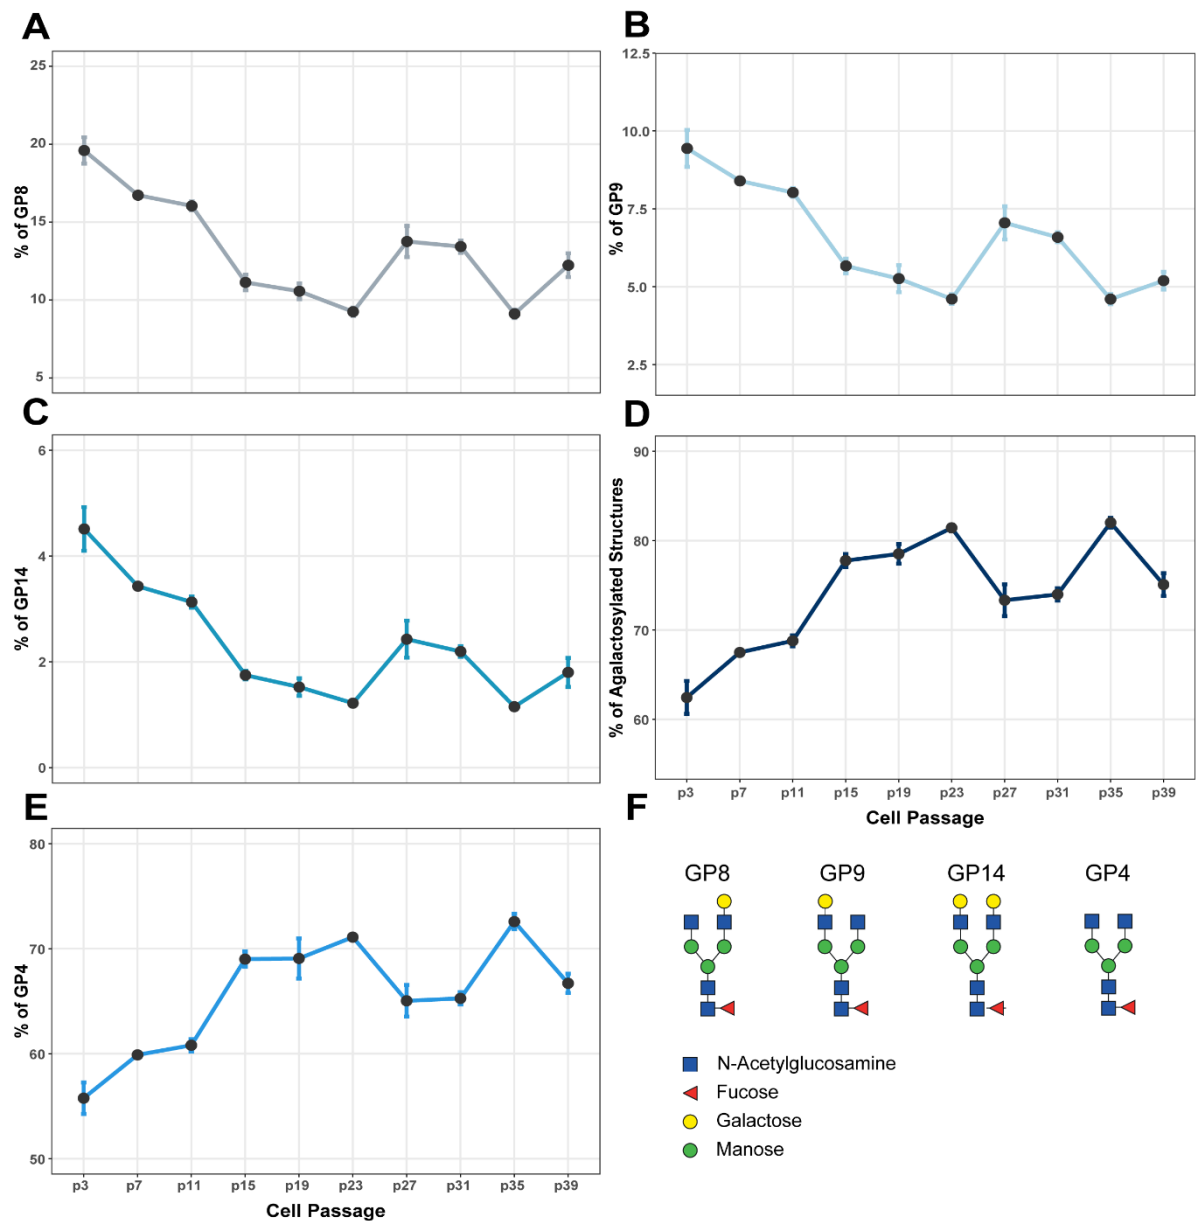 A
25
20
15
10
5
% of GP8
B
12.5
10.0
7.5
5.0
2.5
% of GP9
C
6
4
2
0
% of GP14
D
90
80
70
60
% of Agalactosylated Structures
p3 p7 p11 p15 p19 p23 p27 p31 p35 p39
Cell Passage
E
80
70
60
50
% of GP4
p3 p7 p11 p15 p19 p23 p27 p31 p35 p39
Cell Passage
F
GP8 GP9 GP14 GP4
N-Acetylglucosamine
Fucose
Galactose
Manose